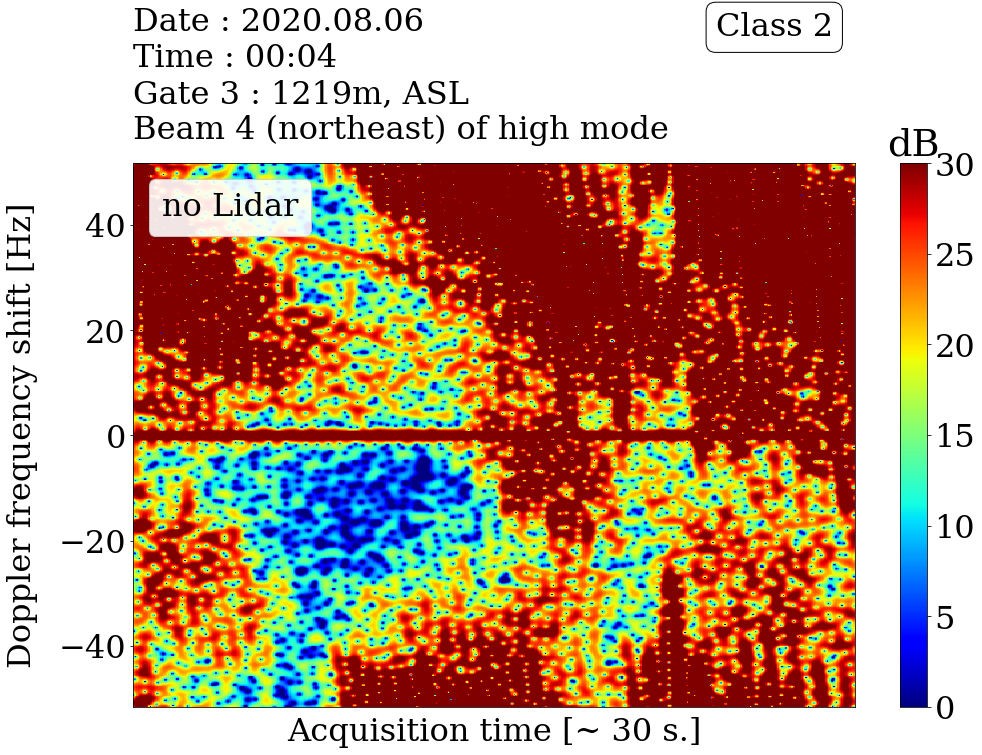 Date : 2020.08.06
Time : 00:04
Gate 3 : 1219m, ASL
Beam 4 (northeast) of high mode
Class 2
dB
no Lidar
Doppler frequency shift [Hz]
40
20
0
−20
−40
30
25
20
15
10
5
0
Acquisition time [~ 30 s.]